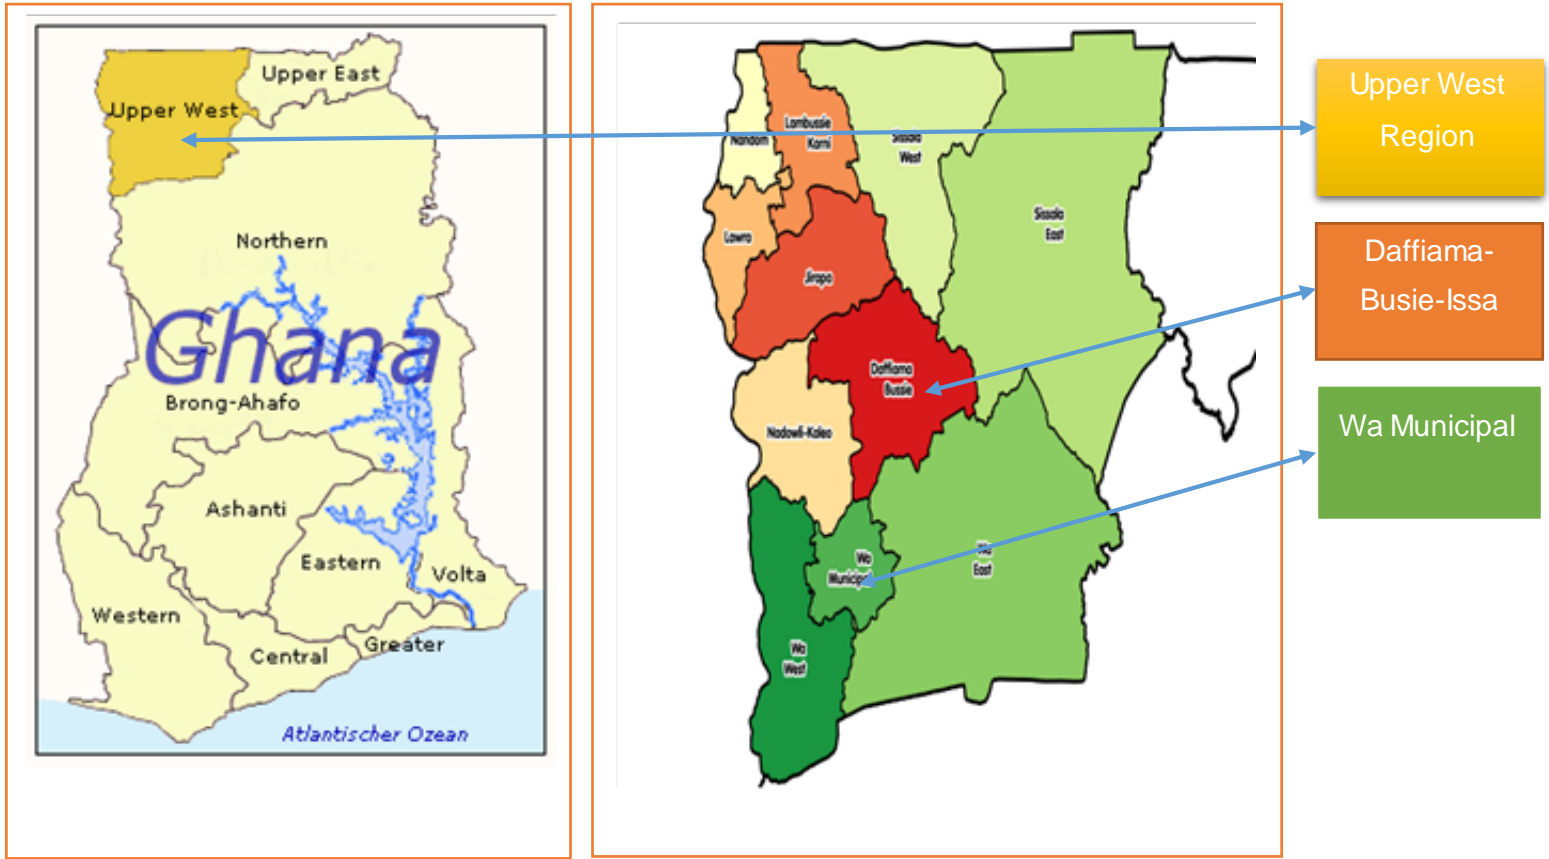 Upper East
Upper West
Northern
Ghana
Brong-Ahafo
Ashanti
Eastern
Volta
Western
Greater
Central
Atlantischer Ozean
Nandom
Lambussie
Karni
Sissala
West
Sissala
East
Lawra
Jirapa
Daffiama
Bussie
Nadowli-Kaleo
Wa
Municipal
Wa
East
Wa
West
Upper West
Region
Daffiama-
Busie-Issa
Wa Municipal